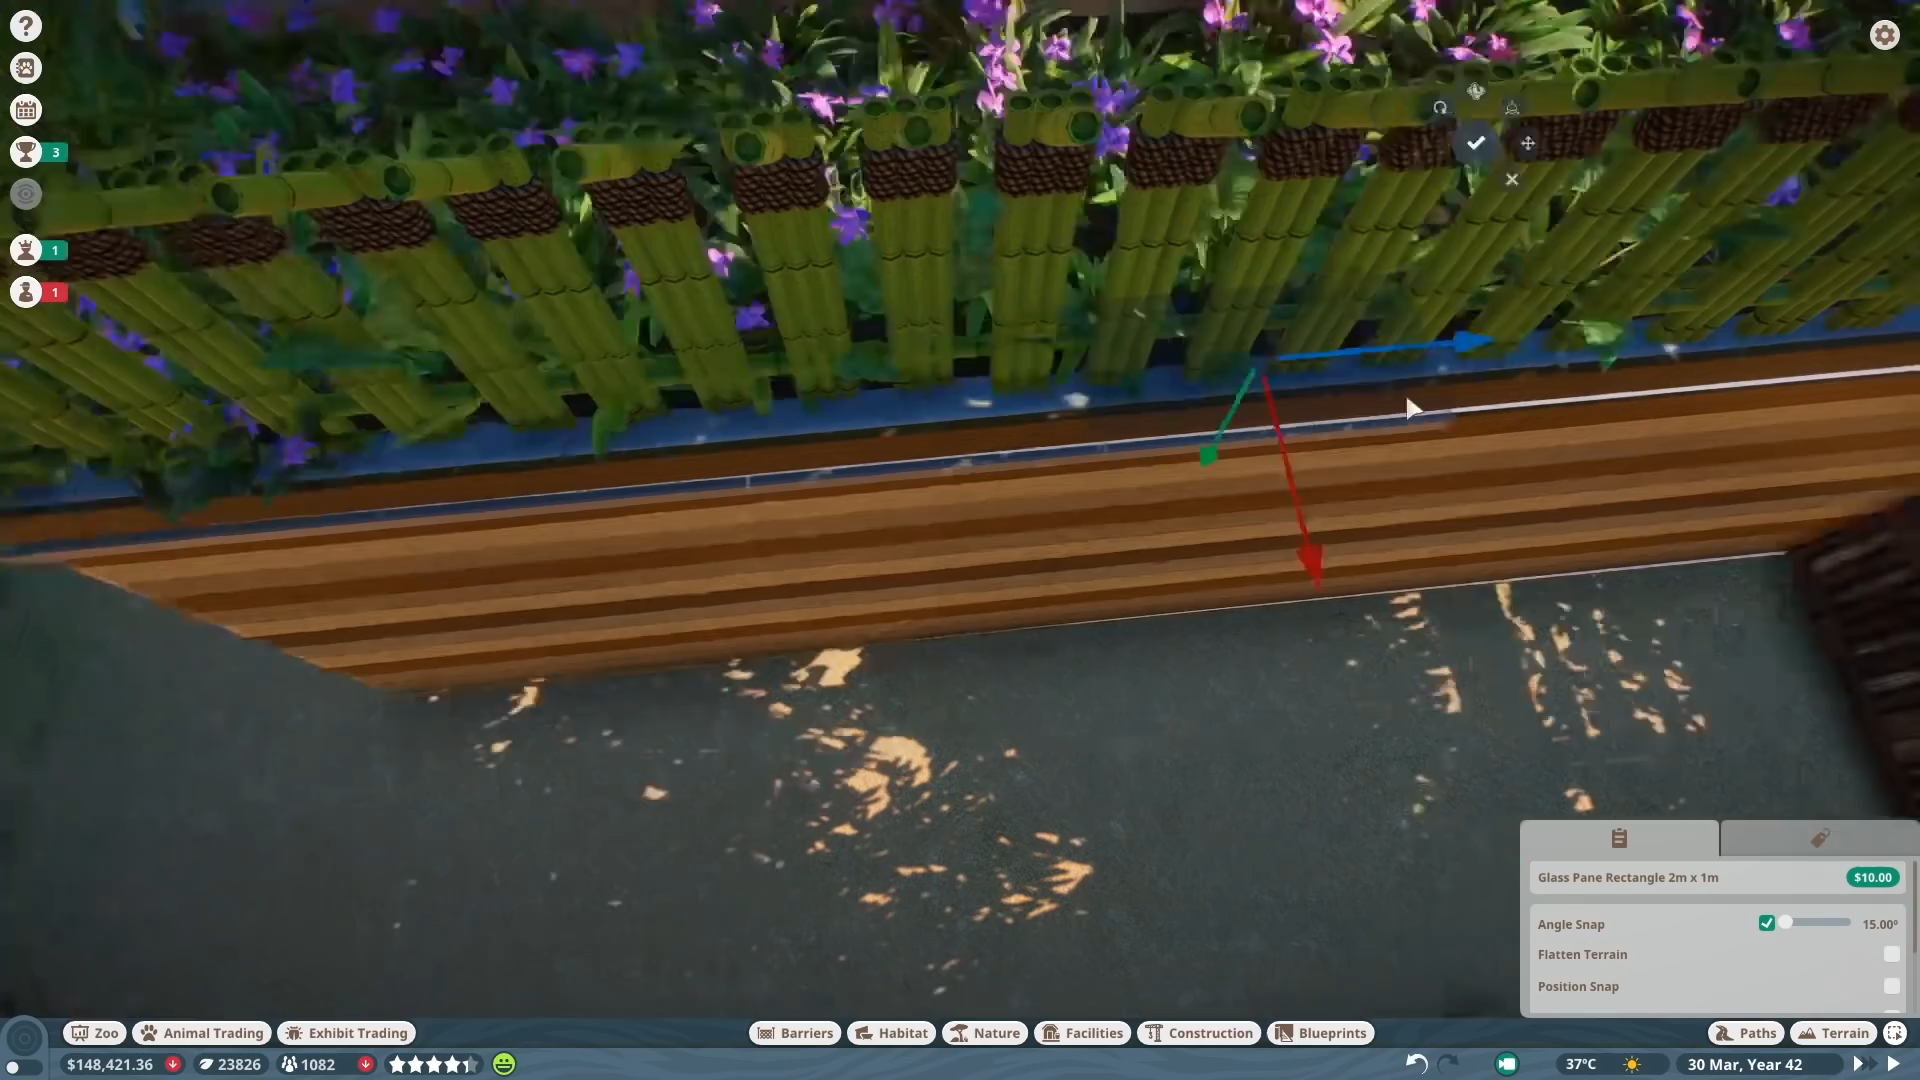 ?
3
1
1
Glass Pane Rectangle 2m x 1m $10.00
Angle Snap 15.00°
Flatten Terrain
Position Snap
Zoo Animal Trading Exhibit Trading Barriers Habitat Nature Facilities Construction Blueprints Paths Terrain
$148,421.36 23826 1082 37°C 30 Mar, Year 42